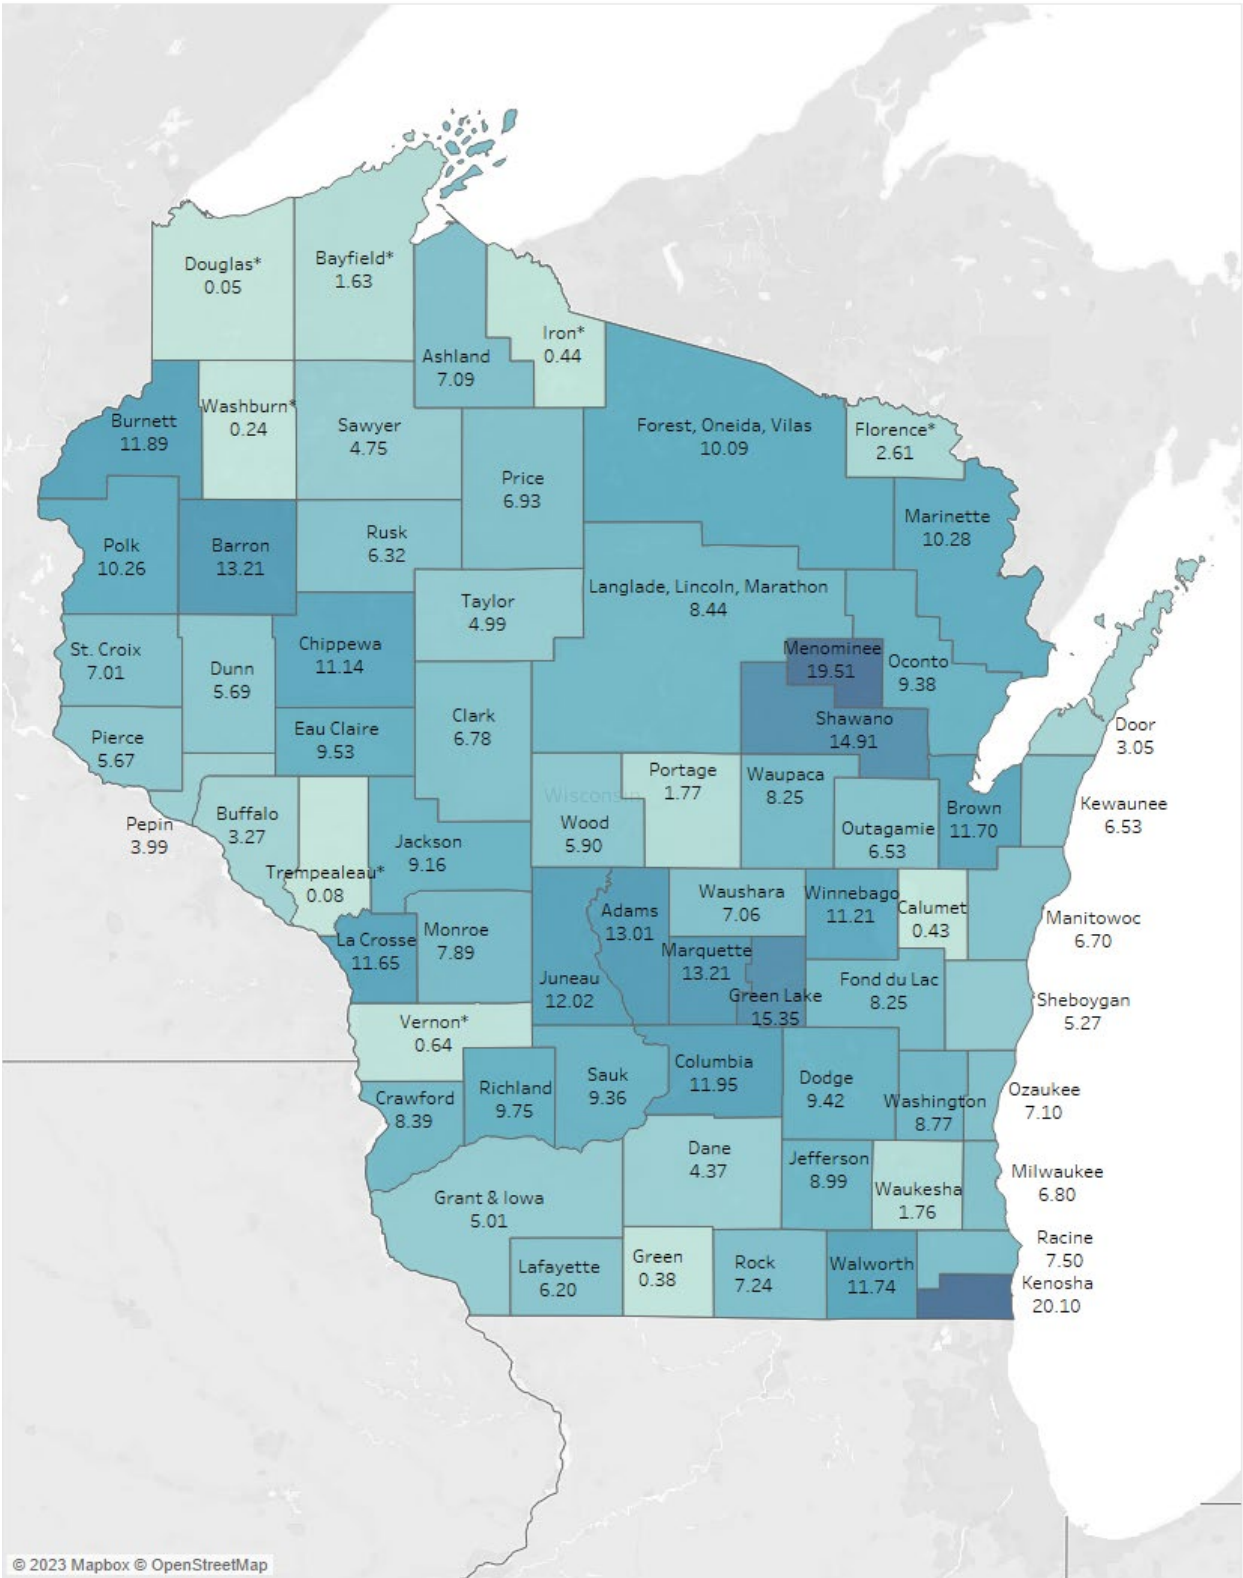 Douglas*
0.05
Bayfield*
1.63
Iron*
0.44
Ashland
7.09
Burnett
11.89
Washburn*
0.24
Sawyer
4.75
Forest, Oneida, Vilas
10.09
Florence*
2.61
Price
6.93
Marinette
10.28
Polk
10.26
Barron
13.21
Rusk
6.32
Taylor
4.99
Langlade, Lincoln, Marathon
8.44
St. Croix
7.01
Dunn
5.69
Chippewa
11.14
Menominee
19.51
Oconto
9.38
Pierce
5.67
Eau Claire
9.53
Clark
6.78
Shawano
14.91
Door
3.05
Wisconsin
Portage
1.77
Waupaca
8.25
Pepin
3.99
Buffalo
3.27
Wood
5.90
Outagamie
6.53
Brown
11.70
Kewaunee
6.53
Trempealeau*
0.08
Jackson
9.16
Waushara
7.06
Winnebago
11.21
Calumet
0.43
Manitowoc
6.70
La Crosse
11.65
Monroe
7.89
Juneau
12.02
Adams
13.01
Marquette
13.21
Green Lake
15.35
Fond du Lac
8.25
Sheboygan
5.27
Vernon*
0.64
Crawford
8.39
Richland
9.75
Sauk
9.36
Columbia
11.95
Dodge
9.42
Washington
8.77
Ozaukee
7.10
Dane
4.37
Jefferson
8.99
Waukesha
1.76
Milwaukee
6.80
Grant & Iowa
5.01
Lafayette
6.20
Green
0.38
Rock
7.24
Walworth
11.74
Racine
7.50
Kenosha
20.10
© 2023 Mapbox © OpenStreetMap